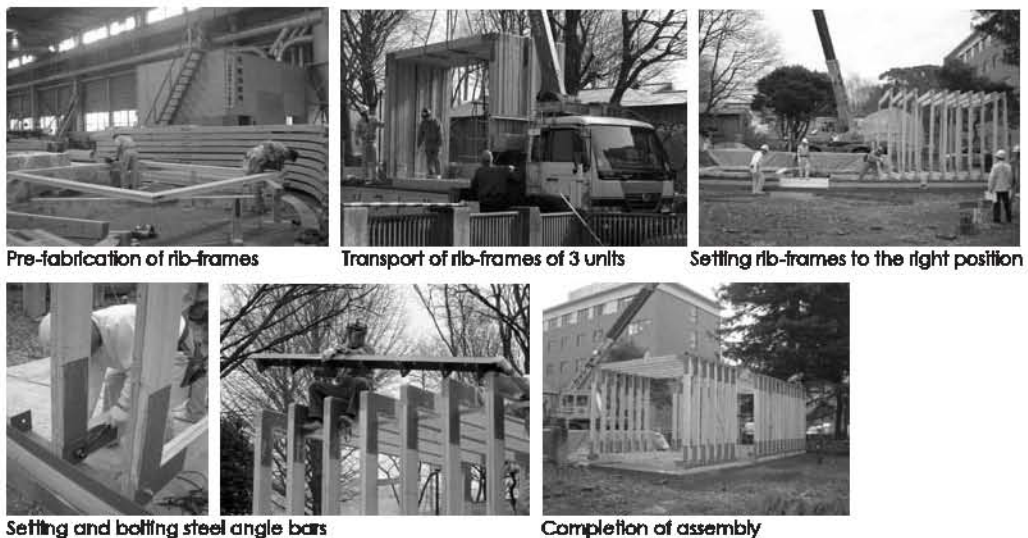 Pre-fabrication of rib-frames
Transport of rib-frames of 3 units
Setting rib-frames to the right position
Setting and bolting steel angle bars
Completion of assembly